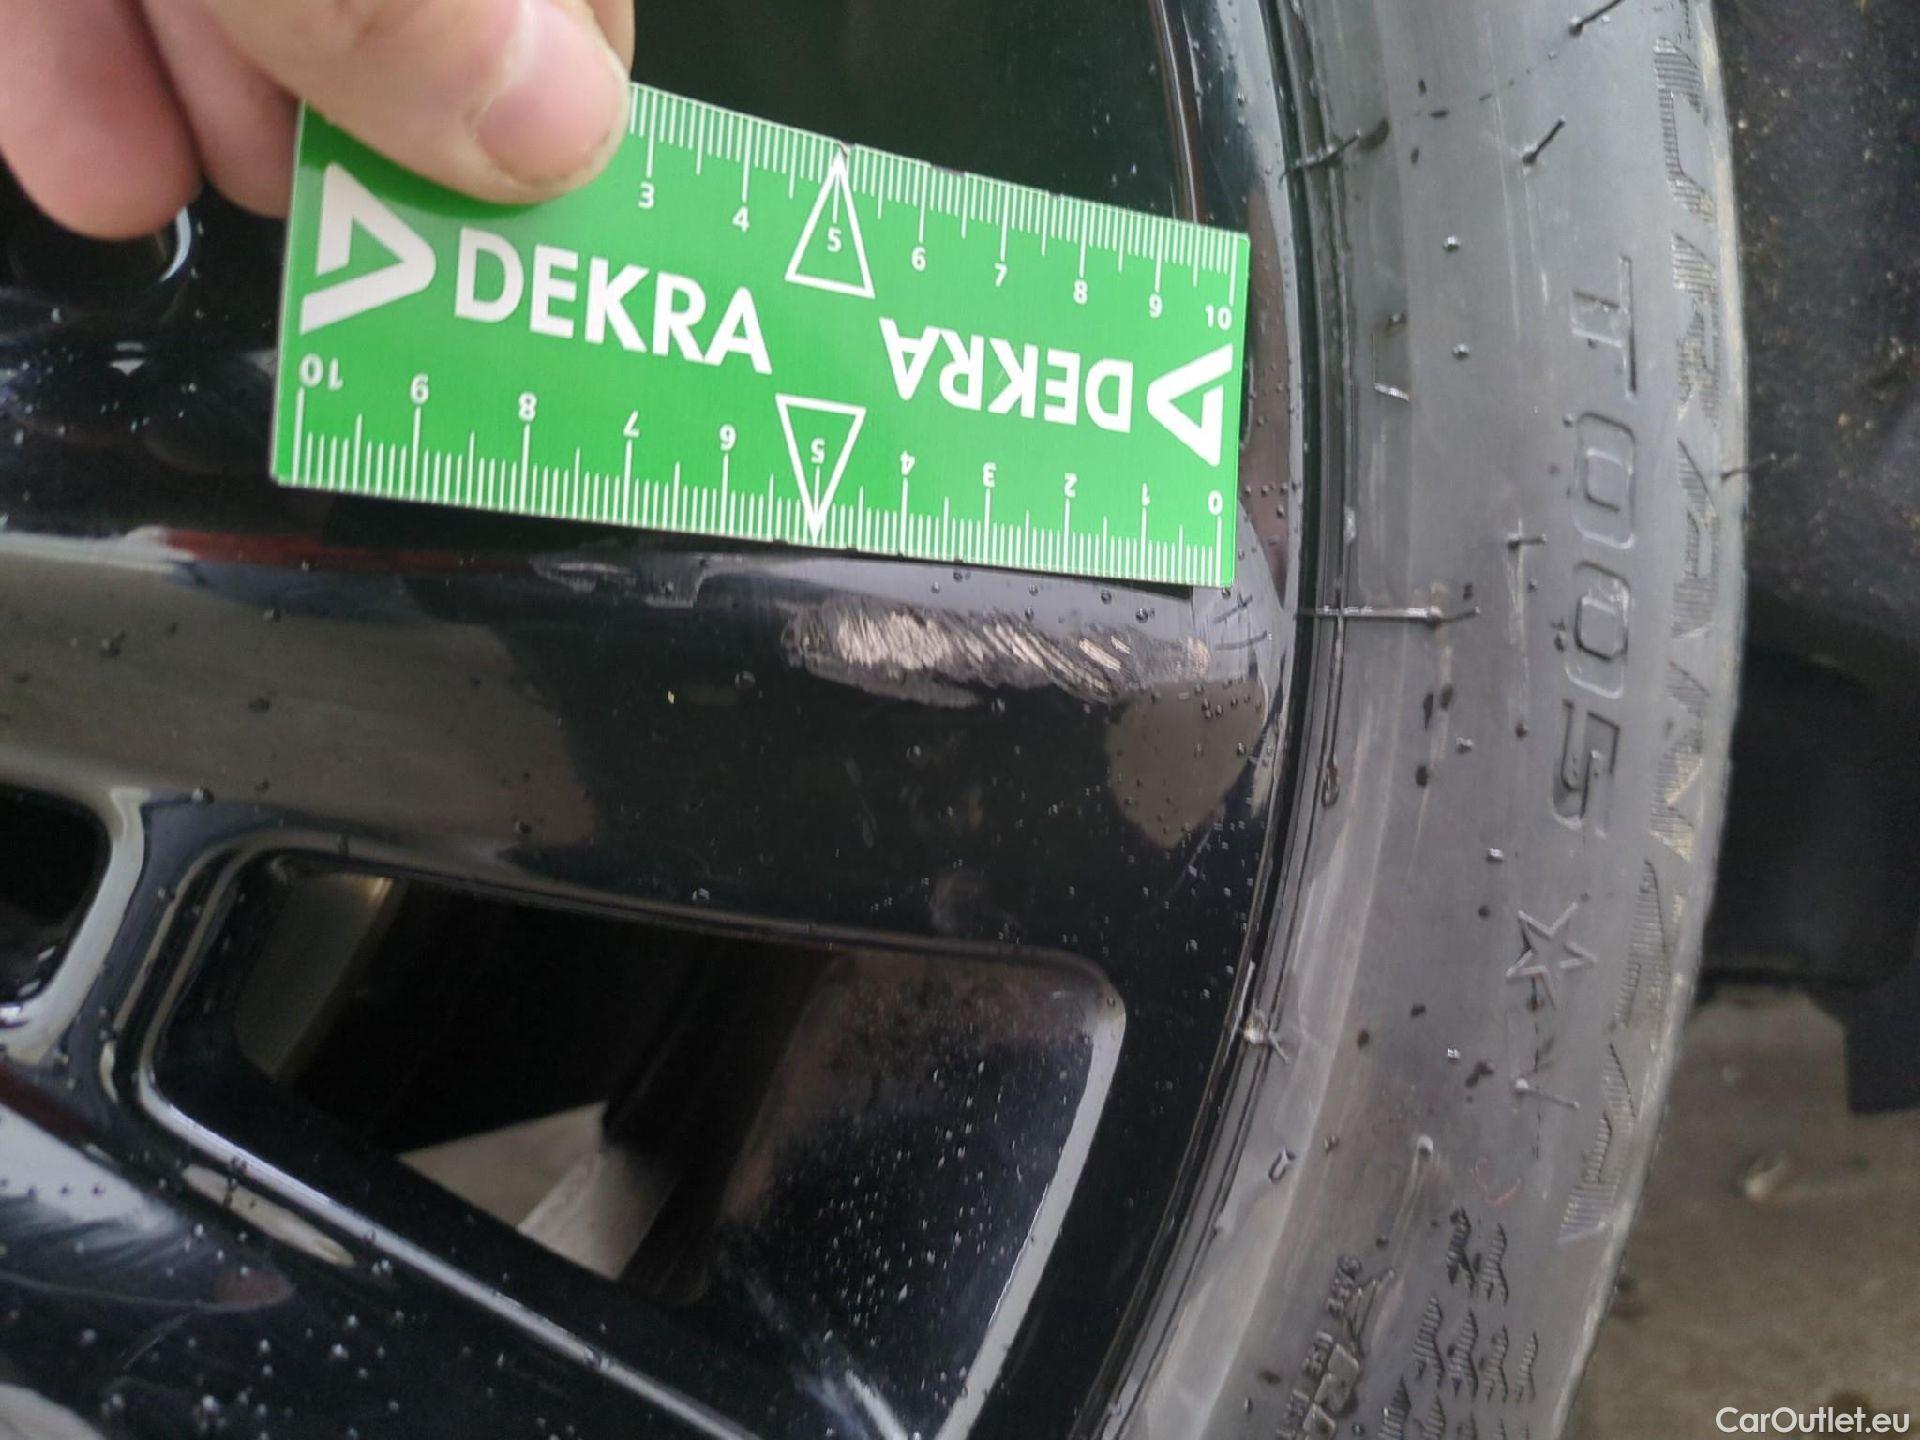 3 4 5 6 7 8 9 10
DEKRA
DEKRA
10 9 8 7 6 5 4 3 2 1 0
TURANZA
T005
CarOutlet.eu